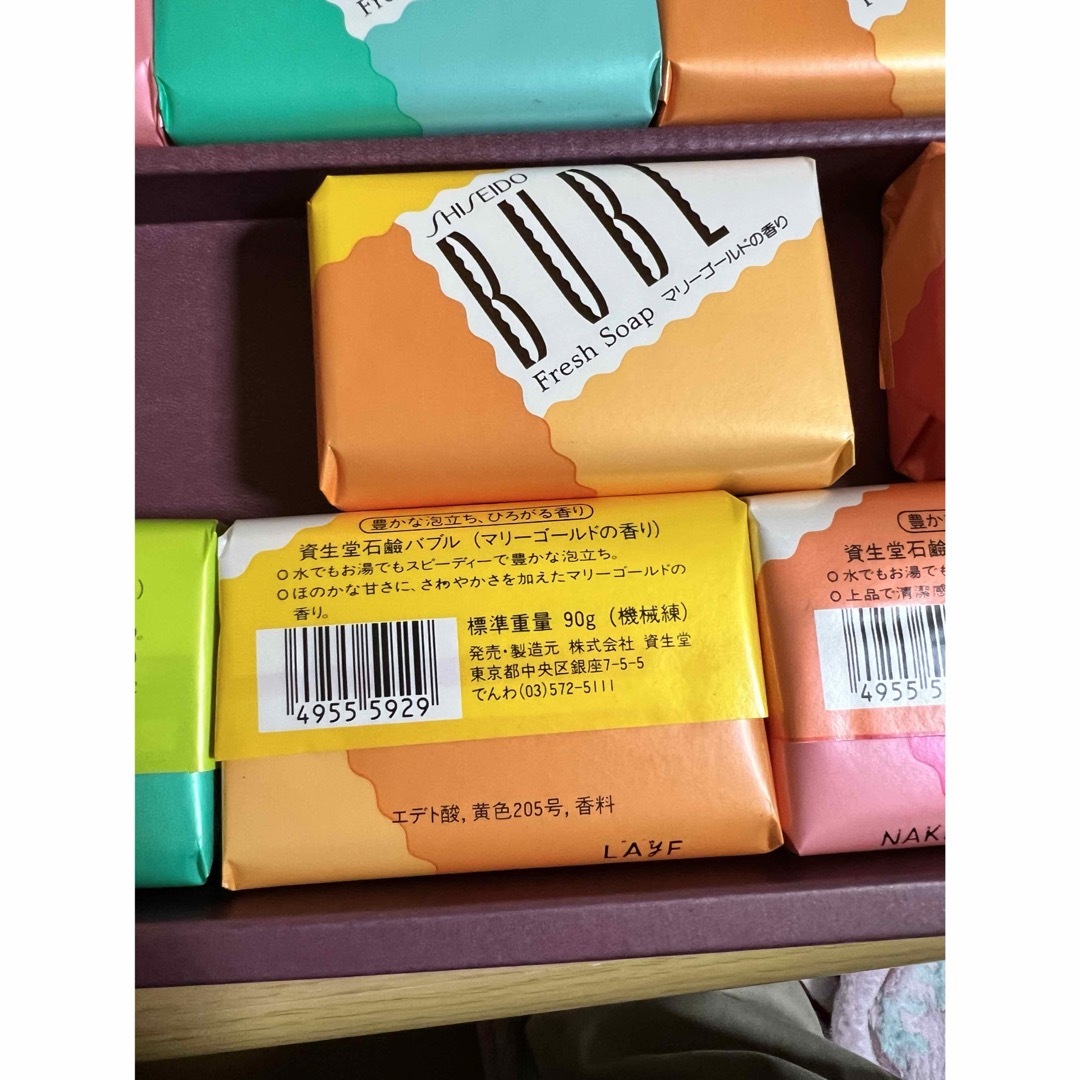 Fre
Fre
SHISEIDO
BUBL
Fresh Soap マリーゴールドの香り
豊かな泡立ち、ひろがる香り
資生堂石鹼バブル (マリーゴールドの香り)
○水でもお湯でもスピーディーで豊かな泡立ち。
○ほのかな甘さに、さわやかさを加えたマリーゴールドの
香り。
標準重量 90g (機械練)
発売・製造元 株式会社 資生堂
東京都中央区銀座7-5-5
でんわ(03)572-5111
4955 5929
エデト酸, 黄色205号, 香料
LAYF
豊か
資生堂石鹼
○水でもお湯でも
○上品で清潔感
4955 5
NAK